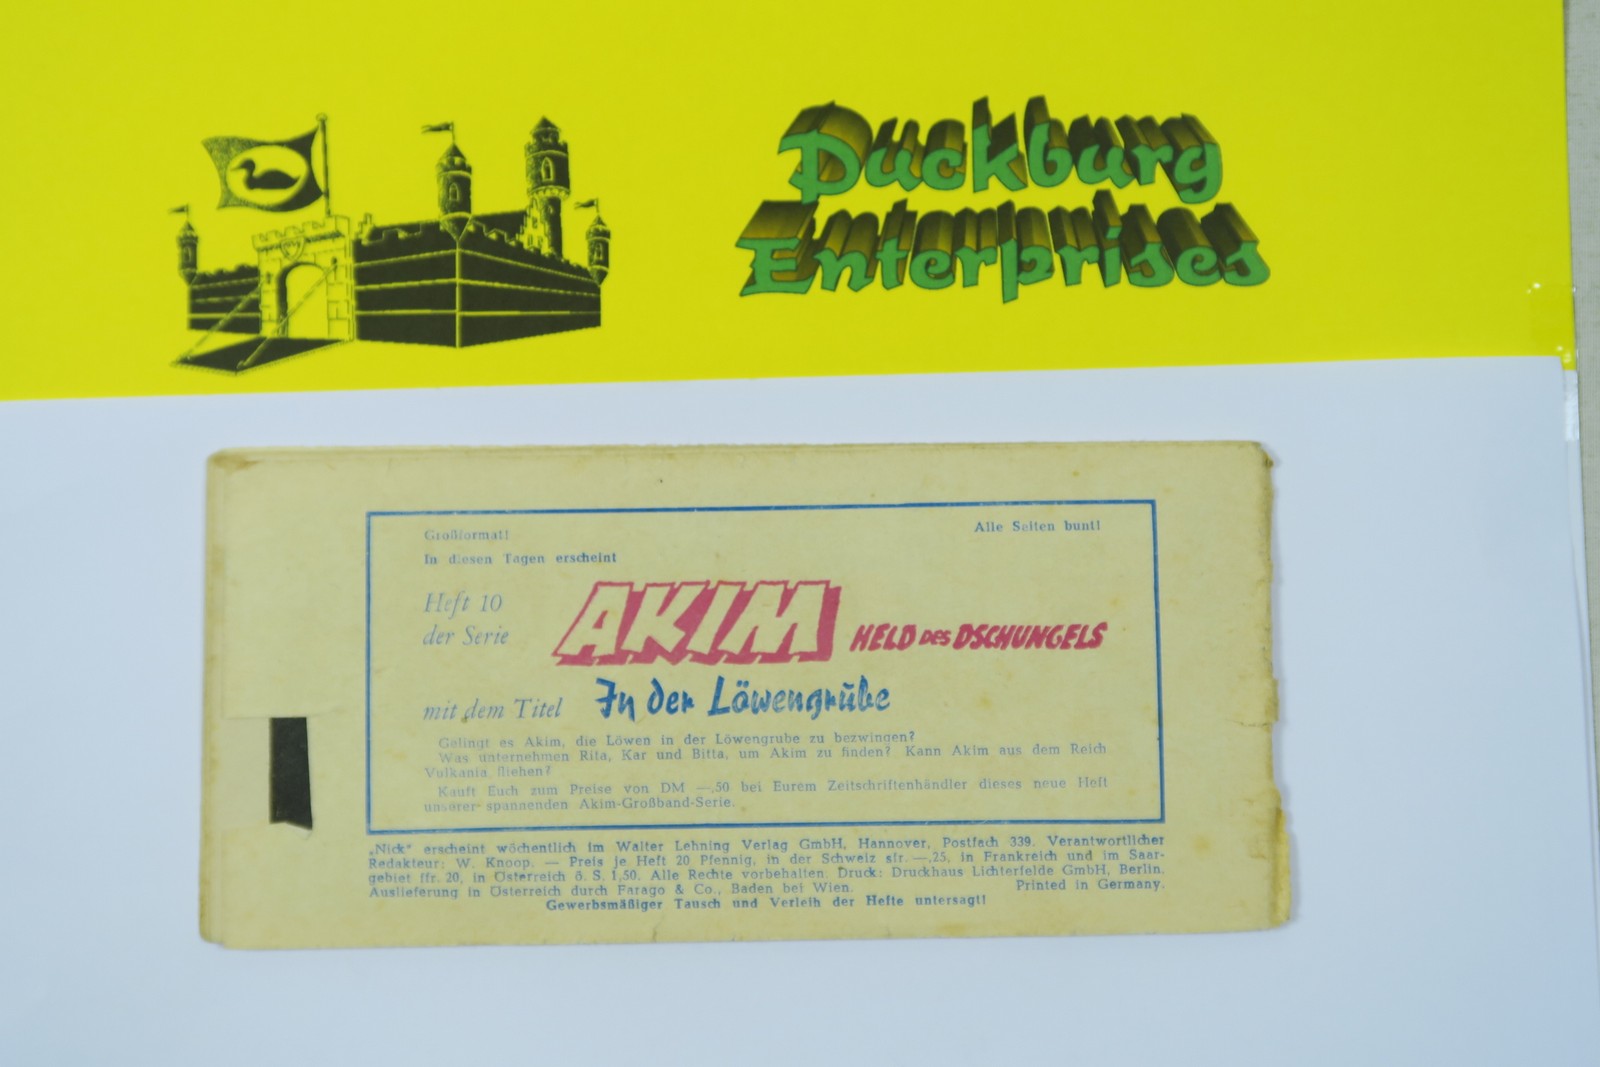 Duckburg
Enterprises
Großformat!
Alle Seiten bunt!
In diesen Tagen erscheint
Heft 10
der Serie
AKIM HELD DES DSCHUNGELS
mit dem Titel In der Löwengrube
Gelingt es Akim, die Löwen in der Löwengrube zu bezwingen?
Was unternehmen Rita, Kar und Bitta, um Akim zu finden? Kann Akim aus dem Reich
Vulkania fliehen?
Kauft Euch zum Preise von DM —,50 bei Eurem Zeitschriftenhändler dieses neue Heft
unserer spannenden Akim-Großband-Serie.
„Nick" erscheint wöchentlich im Walter Lehning Verlag GmbH, Hannover, Postfach 339. Verantwortlicher
Redakteur: W. Knoop. — Preis je Heft 20 Pfennig, in der Schweiz sfr. —,25, in Frankreich und im Saar-
gebiet ffr. 20, in Österreich ö. S. 1,50. Alle Rechte vorbehalten. Druck: Druckhaus Lichterfelde GmbH, Berlin.
Auslieferung in Österreich durch Farago & Co., Baden bei Wien. Printed in Germany.
Gewerbsmäßiger Tausch und Verleih der Hefte untersagt!